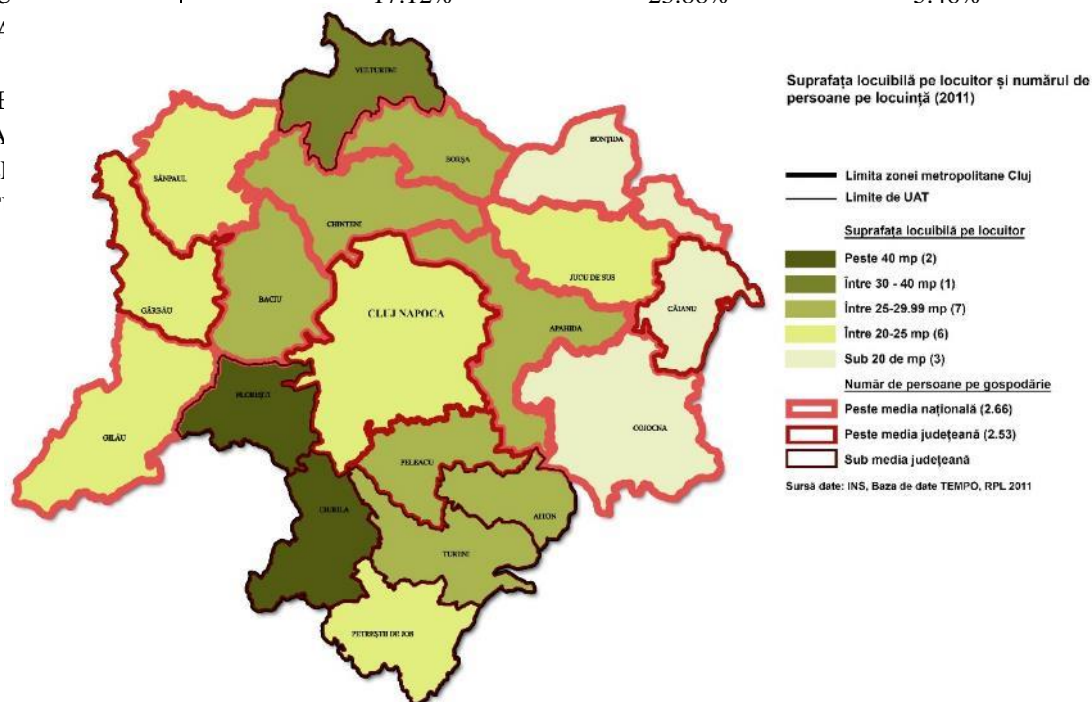 Suprafața locuibilă pe locuitor și numărul de
persoane pe locuință (2011)
Limita zonei metropolitane Cluj
Limite de UAT
Suprafața locuibilă pe locuitor
Peste 40 mp (2)
Între 30 - 40 mp (1)
Între 25-29.99 mp (7)
Între 20-25 mp (6)
Sub 20 de mp (3)
Număr de persoane pe gospodărie
Peste media națională (2.66)
Peste media județeană (2.53)
Sub media județeană
Sursă date: INS, Baza de date TEMPO, RPL 2011
VULTURENI
BORȘA
BONȚIDA
SÂNPAUL
CHINTENI
JUCU DE SUS
BACIU
GÂRBĂU
CLUJ NAPOCA
CĂIANU
APAHIDA
FLOREȘTI
COJOCNA
GILĂU
FELEACU
CIURILA
AITON
TURENI
PETREȘTII DE JOS